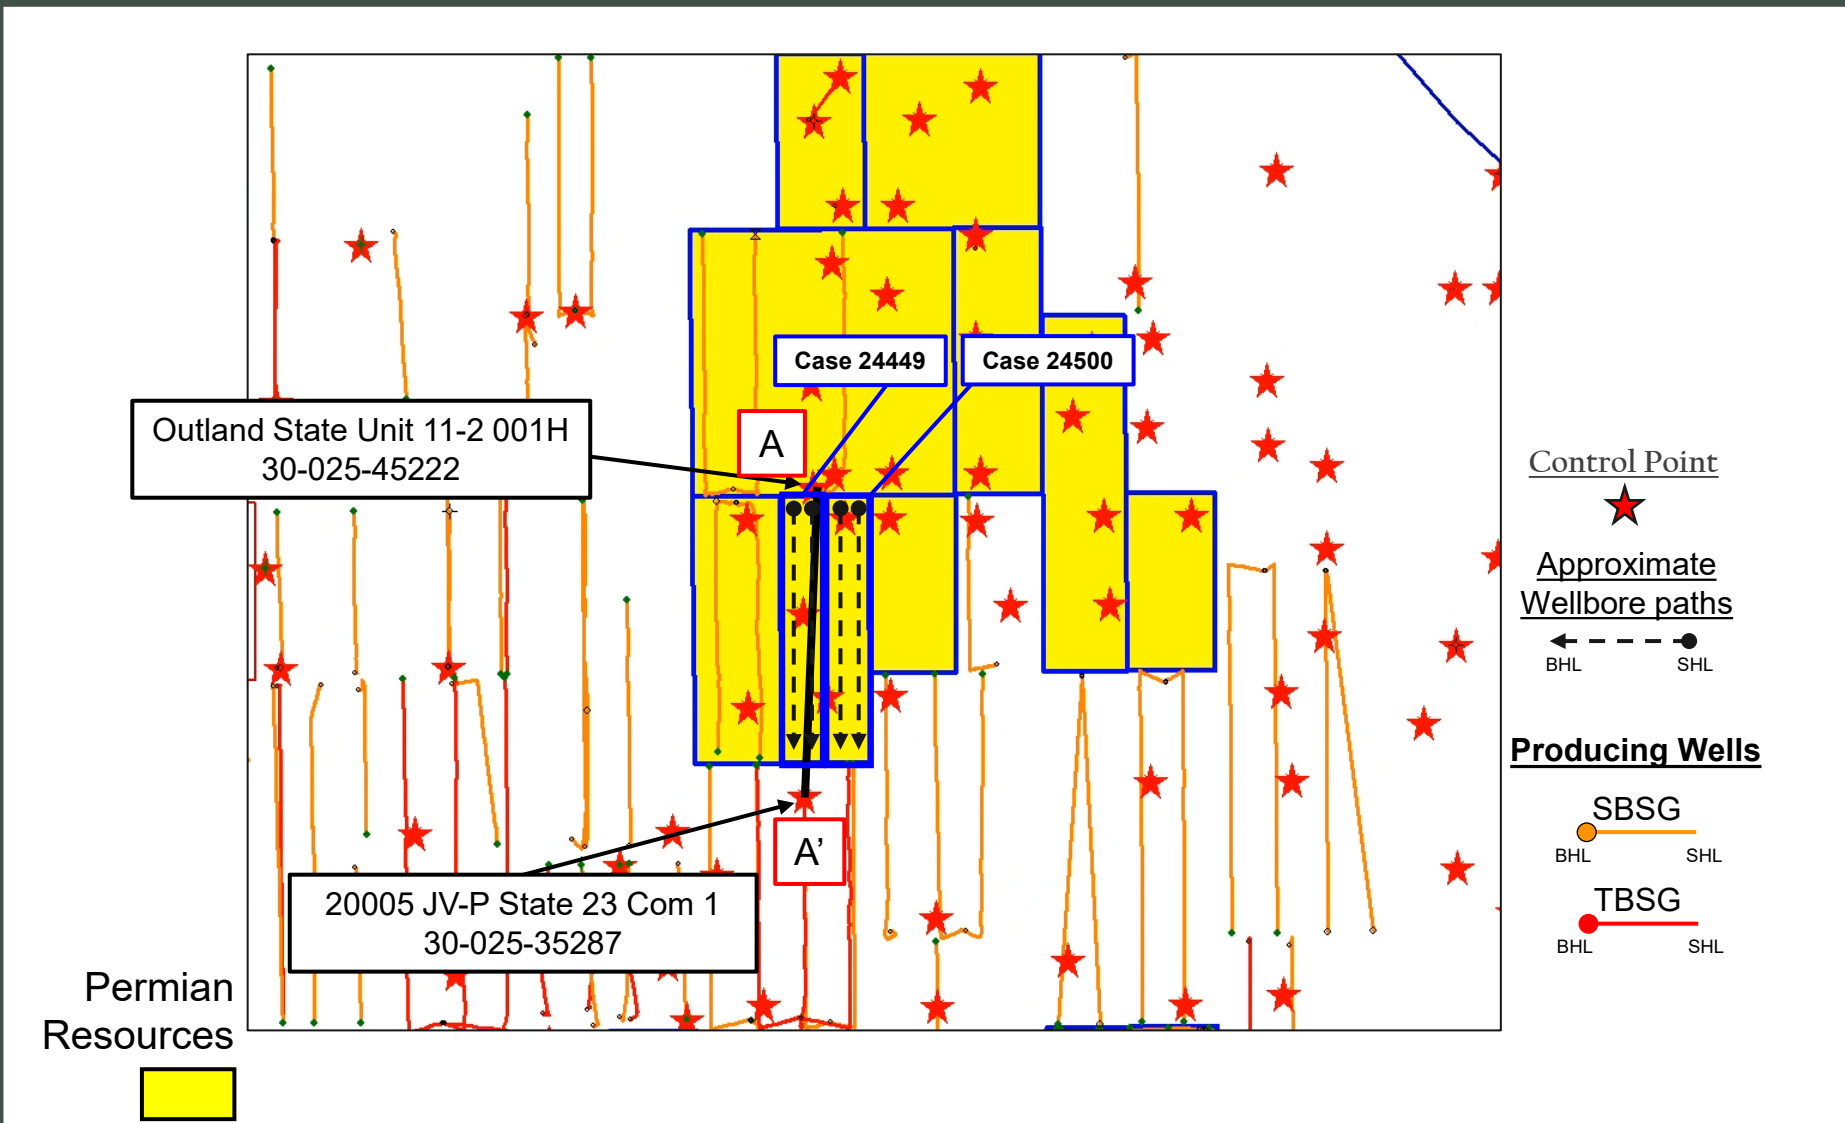 Case 24449
Case 24500
A
Outland State Unit 11-2 001H
30-025-45222
A’
20005 JV-P State 23 Com 1
30-025-35287
Permian
Resources
Control Point
Approximate
Wellbore paths
BHL
SHL
Producing Wells
SBSG
BHL
SHL
TBSG
BHL
SHL